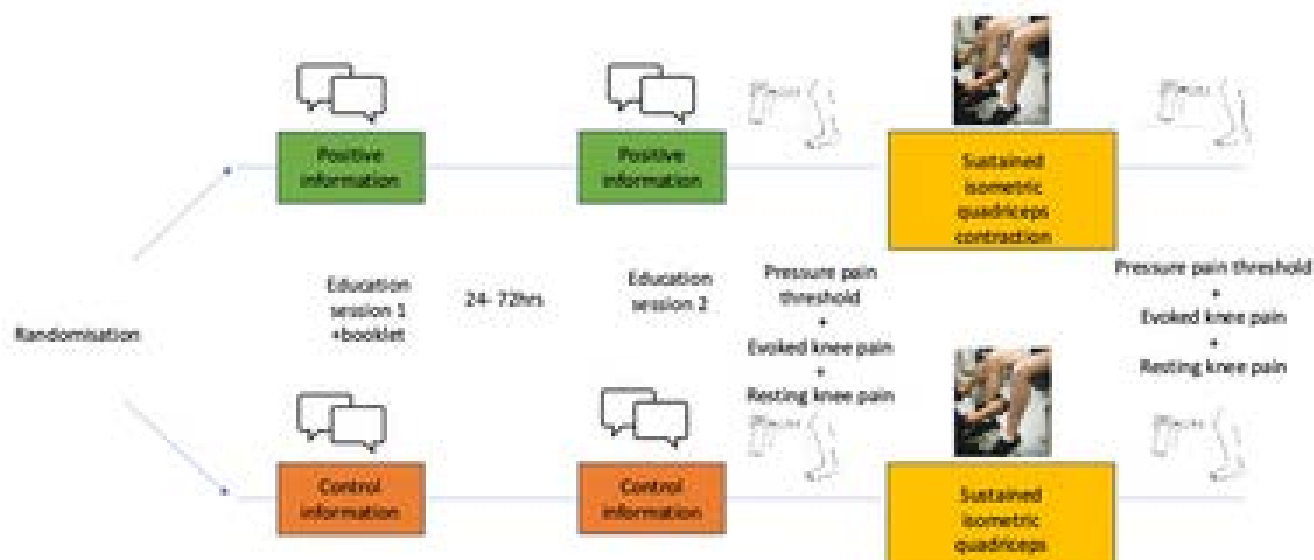 Positive
information
Positive
information
Sustained
isometric
quadriceps
contraction
Randomisation
Education
session 1
+booklet
24- 72hrs
Education
session 2
Pressure pain
threshold
+
Evoked knee pain
+
Resting knee pain
Pressure pain threshold
+
Evoked knee pain
+
Resting knee pain
Control
information
Control
information
Sustained
isometric
quadriceps